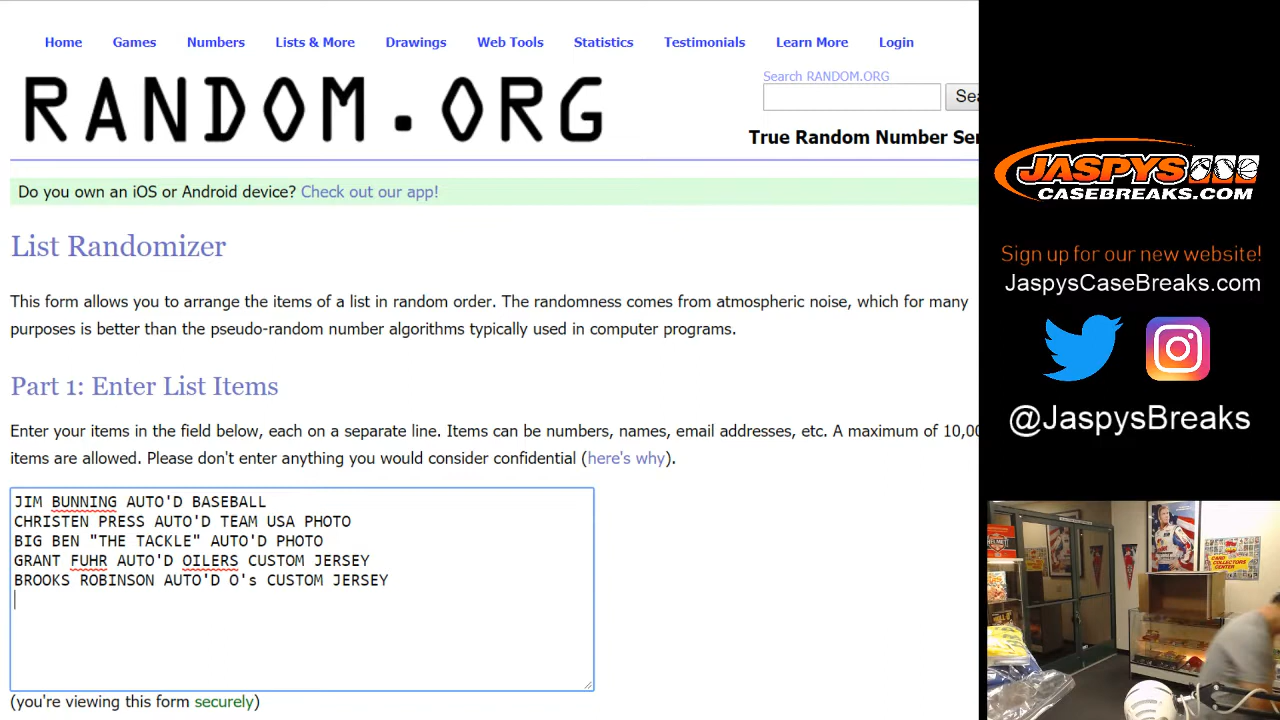 Home Games Numbers Lists & More Drawings Web Tools Statistics Testimonials Learn More Login
RANDOM.ORG
Search RANDOM.ORG
True Random Number Ser
Do you own an iOS or Android device? Check out our app!
List Randomizer
This form allows you to arrange the items of a list in random order. The randomness comes from atmospheric noise, which for many
purposes is better than the pseudo-random number algorithms typically used in computer programs.
Part 1: Enter List Items
Enter your items in the field below, each on a separate line. Items can be numbers, names, email addresses, etc. A maximum of 10,00
items are allowed. Please don't enter anything you would consider confidential (here's why).
JIM BUNNING AUTO'D BASEBALL
CHRISTEN PRESS AUTO'D TEAM USA PHOTO
BIG BEN "THE TACKLE" AUTO'D PHOTO
GRANT FUHR AUTO'D OILERS CUSTOM JERSEY
BROOKS ROBINSON AUTO'D O's CUSTOM JERSEY
(you're viewing this form securely)
JASPYS
CASEBREAKS.COM
Sign up for our new website!
JaspysCaseBreaks.com
@JaspysBreaks
CARD COLLECTORS
CENTER